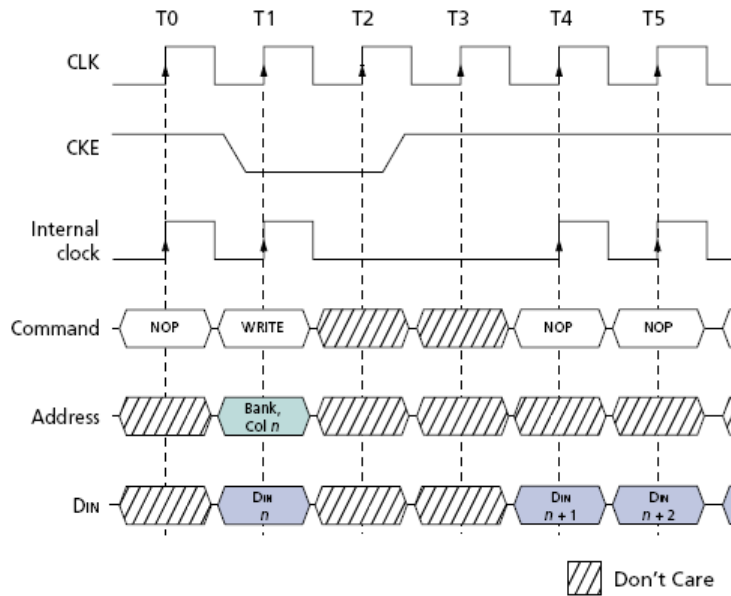 T0 T1 T2 T3 T4 T5
CLK
CKE
Internal
clock
Command NOP WRITE NOP NOP
Address Bank,
Col n
DIN DIN
n DIN
n + 1 DIN
n + 2
Don't Care